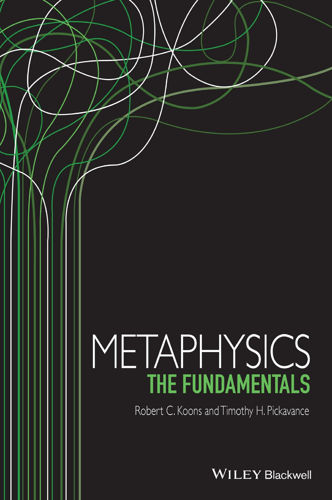 METAPHYSICS
THE FUNDAMENTALS
Robert C. Koons and Timothy H. Pickavance
WILEY Blackwell